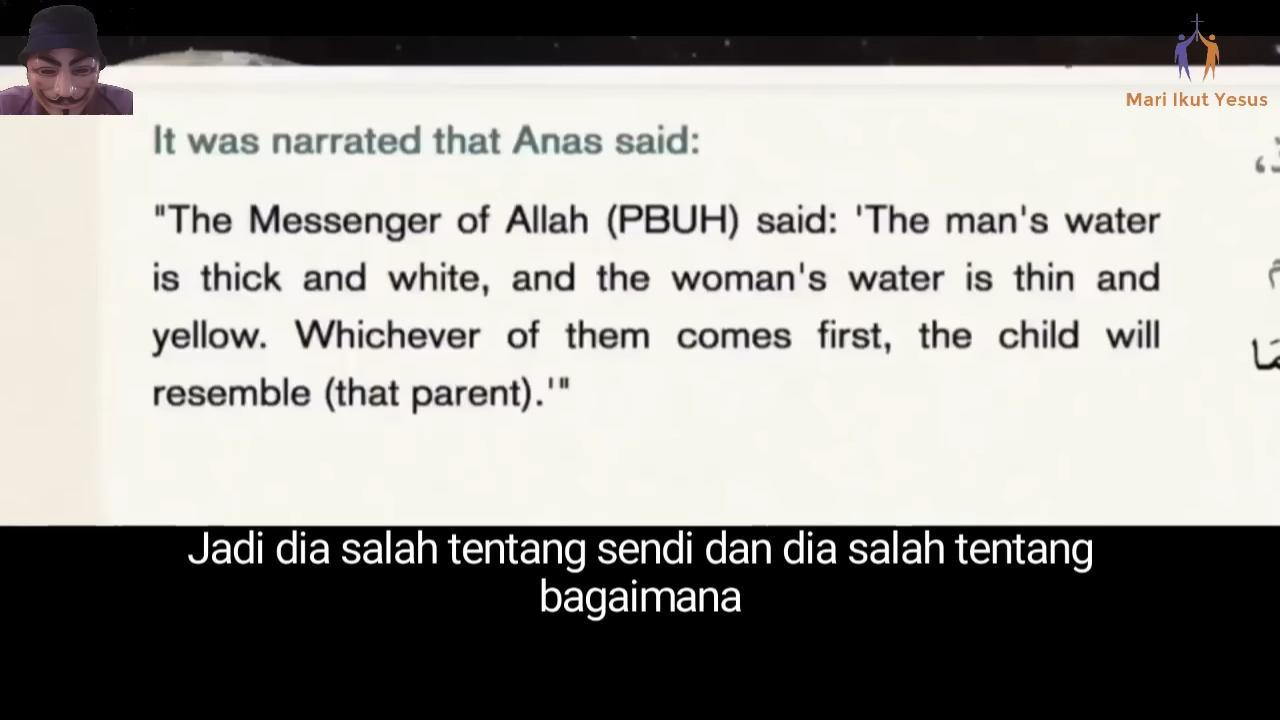 Mari Ikut Yesus
It was narrated that Anas said:
"The Messenger of Allah (PBUH) said: 'The man's water
is thick and white, and the woman's water is thin and
yellow. Whichever of them comes first, the child will
resemble (that parent).'"
Jadi dia salah tentang sendi dan dia salah tentang
bagaimana